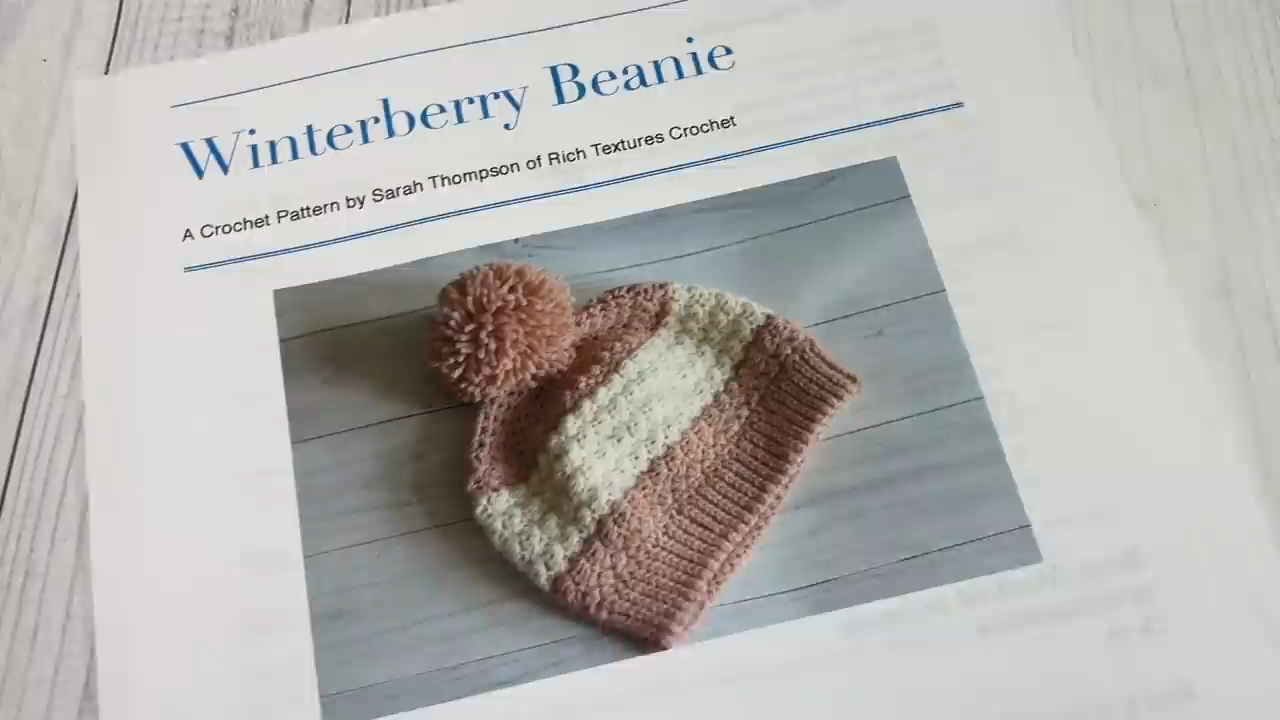 Winterberry Beanie
A Crochet Pattern by Sarah Thompson of Rich Textures Crochet